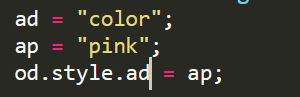 ad = "color";
ap = "pink";
od.style.ad = ap;